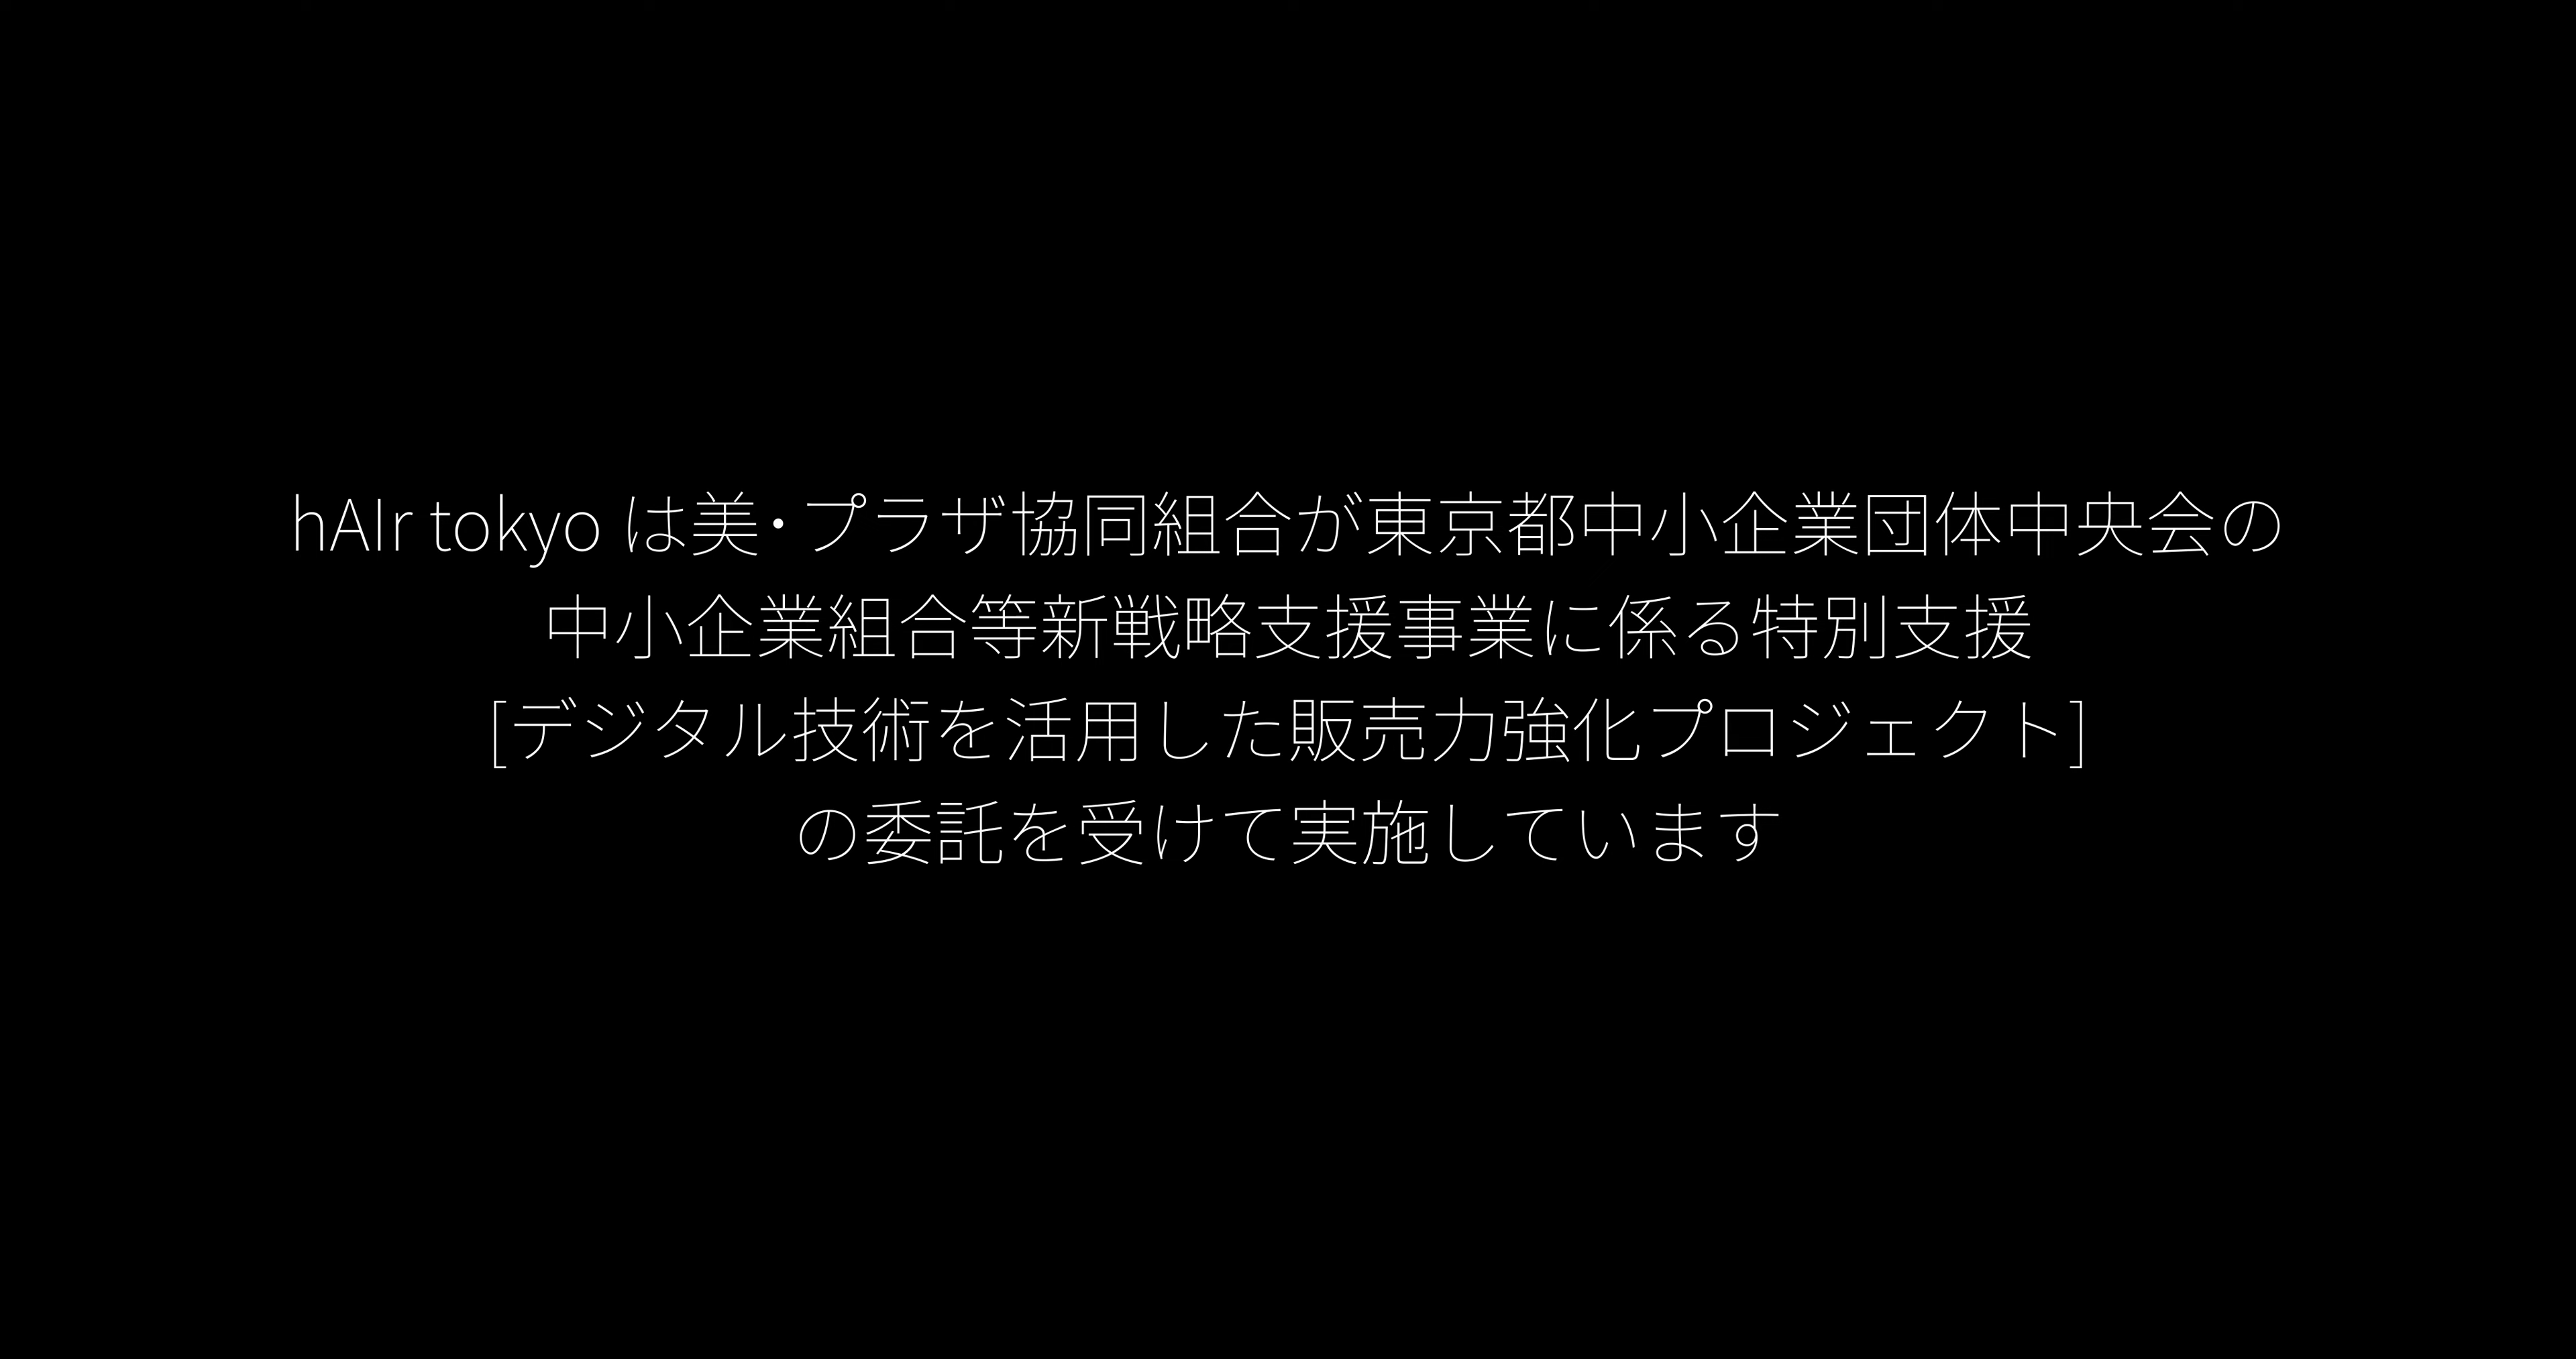 hAIr tokyo は美・プラザ協同組合が東京都中小企業団体中央会の
中小企業組合等新戦略支援事業に係る特別支援
[デジタル技術を活用した販売力強化プロジェクト]
の委託を受けて実施しています